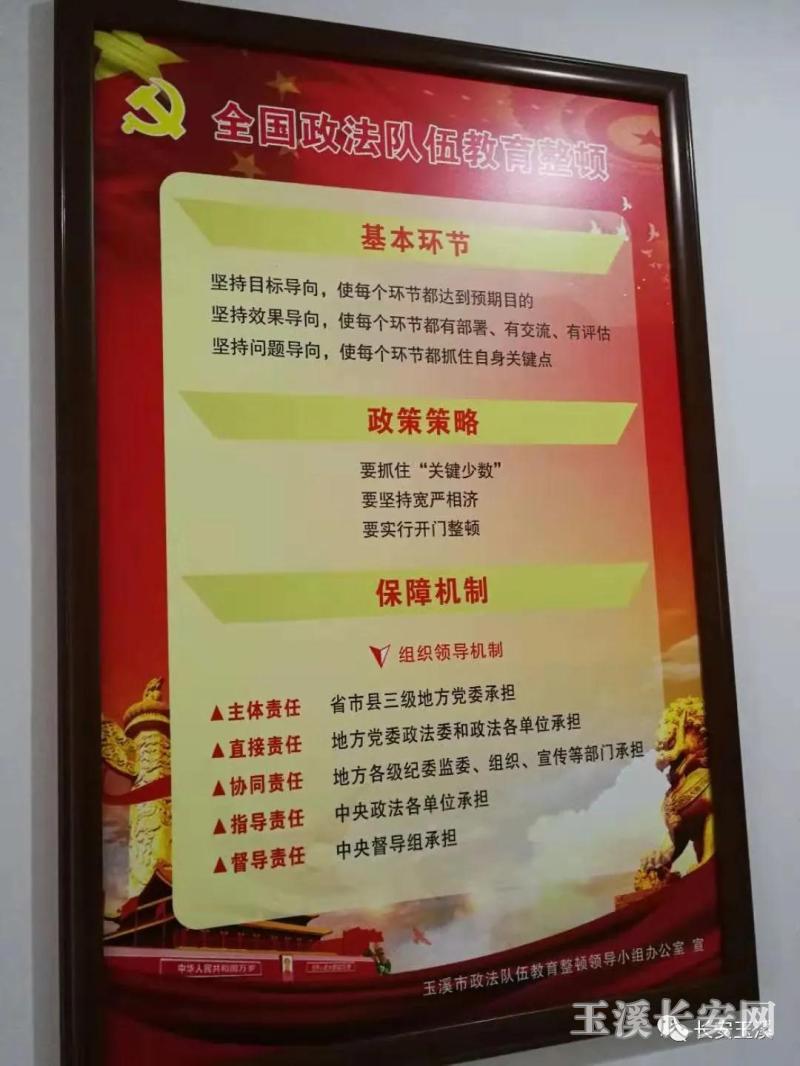 全国政法队伍教育整顿
基本环节
坚持目标导向，使每个环节都达到预期目的
坚持效果导向，使每个环节都有部署、有交流、有评估
坚持问题导向，使每个环节都抓住自身关键点
政策策略
要抓住“关键少数”
要坚持宽严相济
要实行开门整顿
保障机制
组织领导机制
▲主体责任 省市县三级地方党委承担
▲直接责任 地方党委政法委和政法各单位承担
▲协同责任 地方各级纪委监委、组织、宣传等部门承担
▲指导责任 中央政法各单位承担
▲督导责任 中央督导组承担
中华人民共和国万岁
玉溪市政法队伍教育整顿领导小组办公室 宣
玉溪长安网
长安玉溪